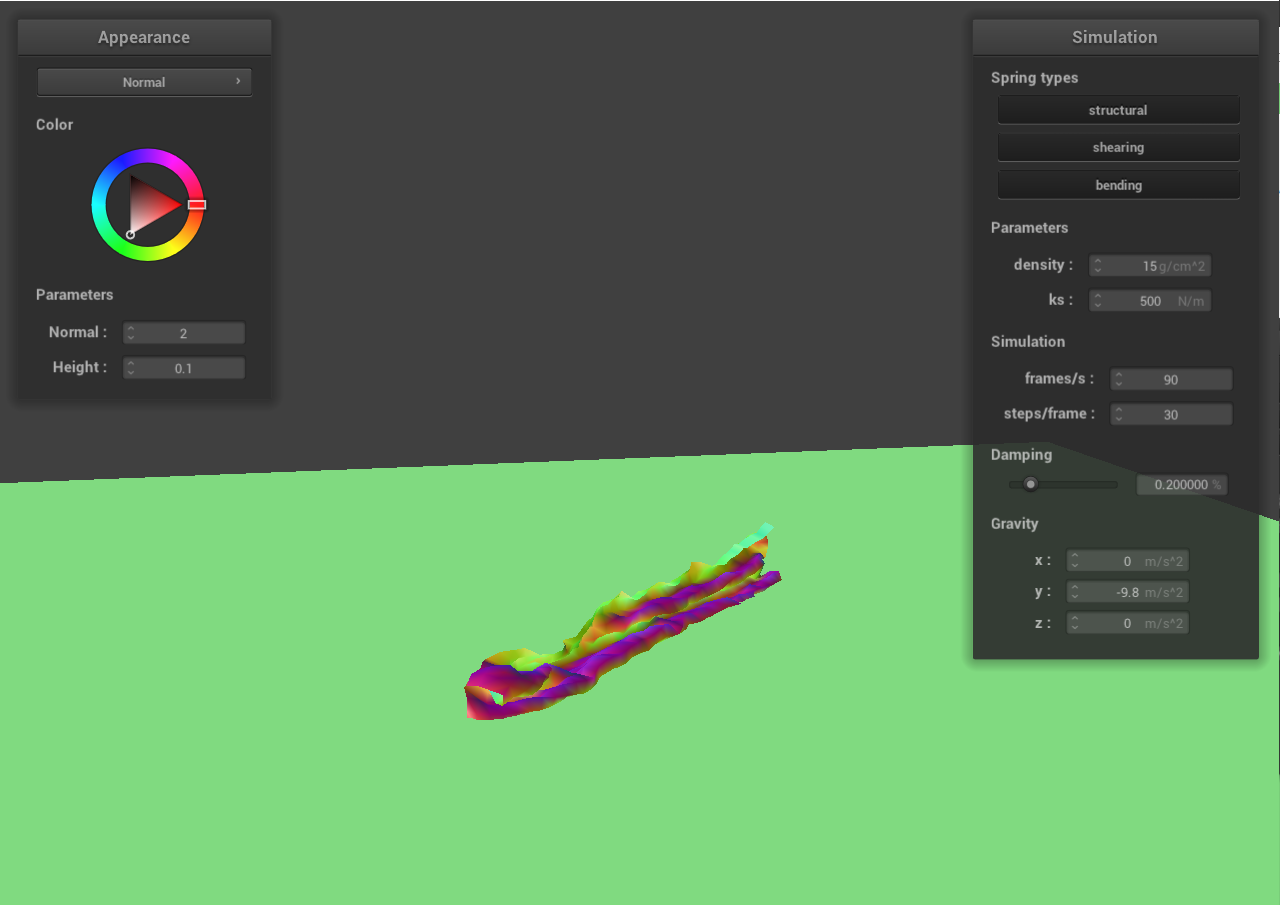 Appearance
Normal
Color
Parameters
Normal : 2
Height : 0.1
Simulation
Spring types
structural
shearing
bending
Parameters
density : 15 g/cm^2
ks : 500 N/m
Simulation
frames/s : 90
steps/frame : 30
Damping
0.200000 %
Gravity
x : 0 m/s^2
y : -9.8 m/s^2
z : 0 m/s^2